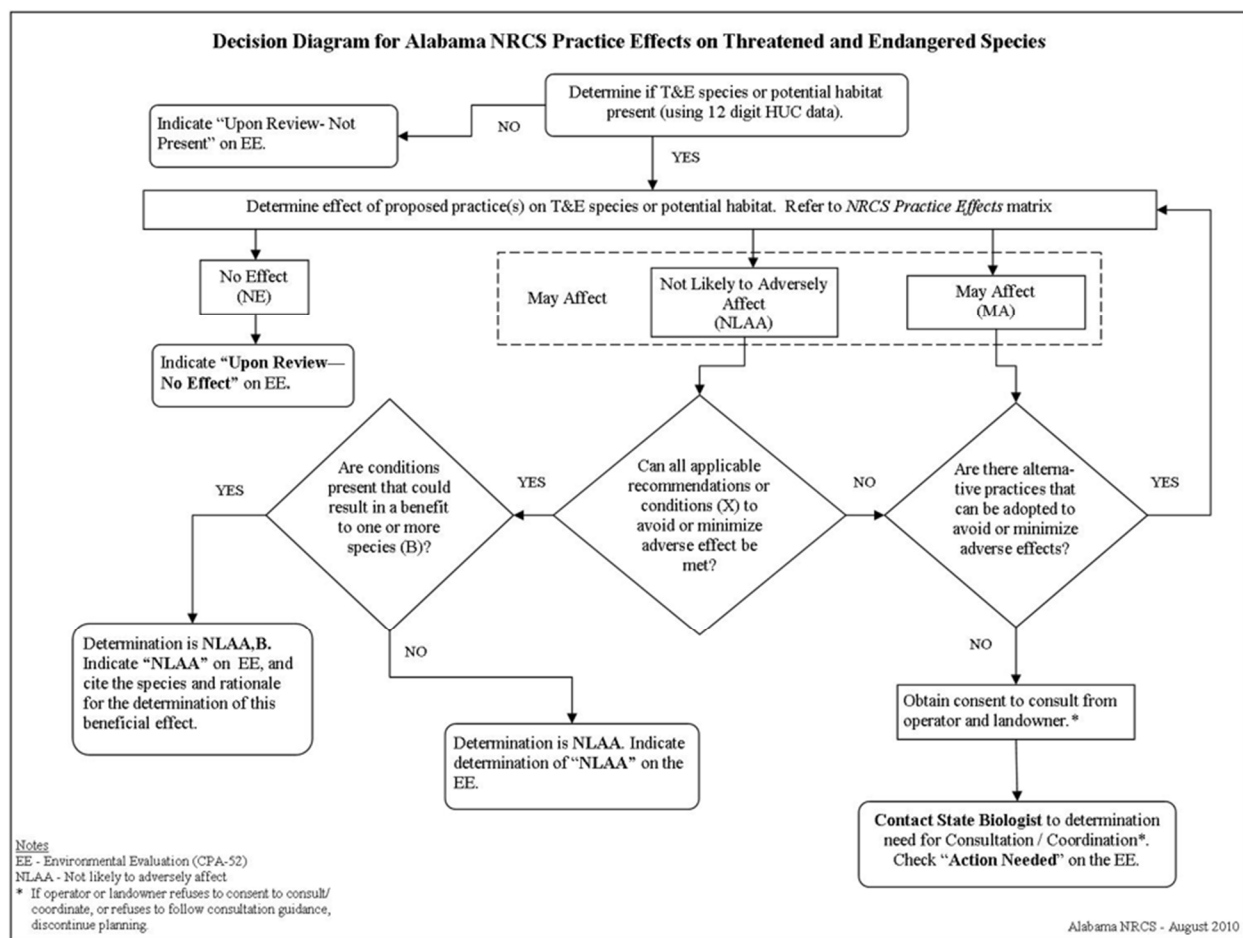 Decision Diagram for Alabama NRCS Practice Effects on Threatened and Endangered Species
Determine if T&E species or potential habitat
present (using 12 digit HUC data).
NO
Indicate “Upon Review- Not
Present” on EE.
YES
Determine effect of proposed practice(s) on T&E species or potential habitat.  Refer to NRCS Practice Effects matrix
No Effect
(NE)
May Affect
Not Likely to Adversely
Affect
(NLAA)
May Affect
(MA)
Indicate “Upon Review—
No Effect” on EE.
Are conditions
present that could
result in a benefit
to one or more
species (B)?
YES
YES
Can all applicable
recommendations or
conditions (X) to
avoid or minimize
adverse effect be
met?
NO
Are there alterna-
tive practices that
can be adopted to
avoid or minimize
adverse effects?
YES
Determination is NLAA,B.
Indicate “NLAA” on EE, and
cite the species and rationale
for the determination of this
beneficial effect.
NO
Determination is NLAA. Indicate
determination of “NLAA” on the
EE.
NO
Obtain consent to consult from
operator and landowner.*
Contact State Biologist to determination
need for Consultation / Coordination*.
Check “Action Needed” on the EE.
Notes
EE - Environmental Evaluation (CPA-52)
NLAA - Not likely to adversely affect
* If operator or landowner refuses to consent to consult/
coordinate, or refuses to follow consultation guidance,
discontinue planning.
Alabama NRCS - August 2010